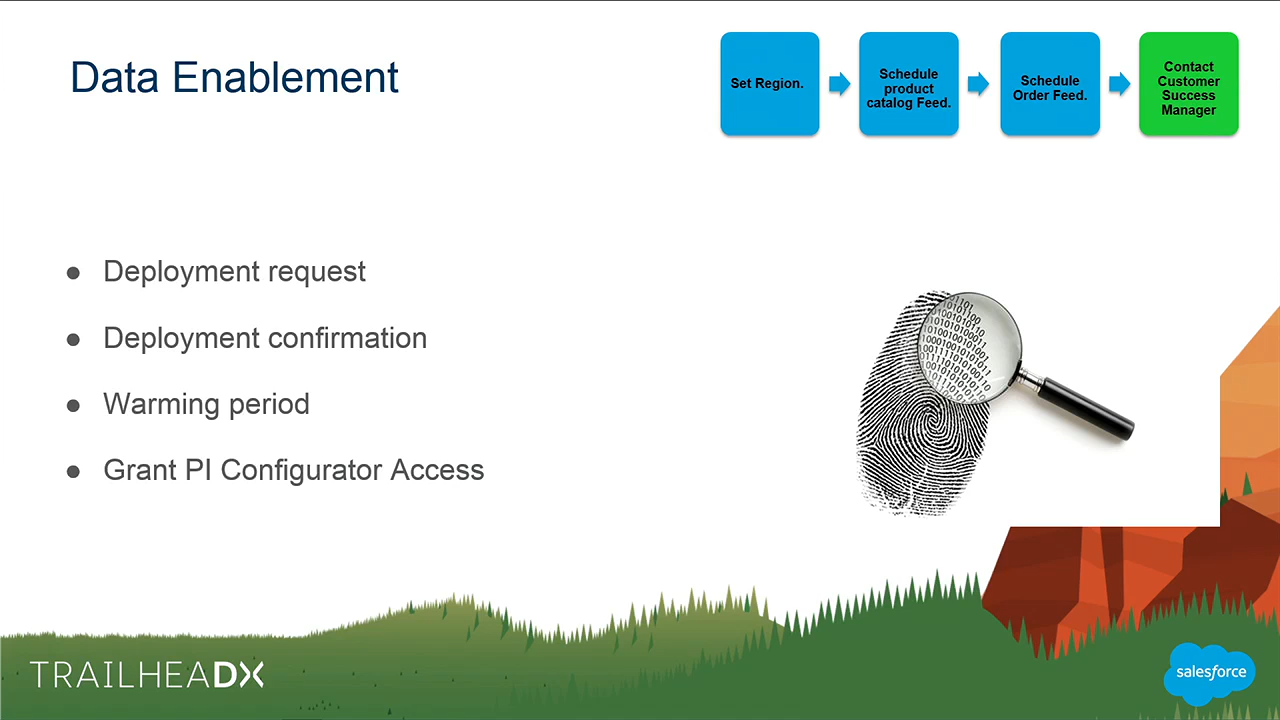 Data Enablement
Set Region.
Schedule
product
catalog Feed.
Schedule
Order Feed.
Contact
Customer
Success
Manager
● Deployment request
● Deployment confirmation
● Warming period
● Grant PI Configurator Access
TRAILHEADX
salesforce